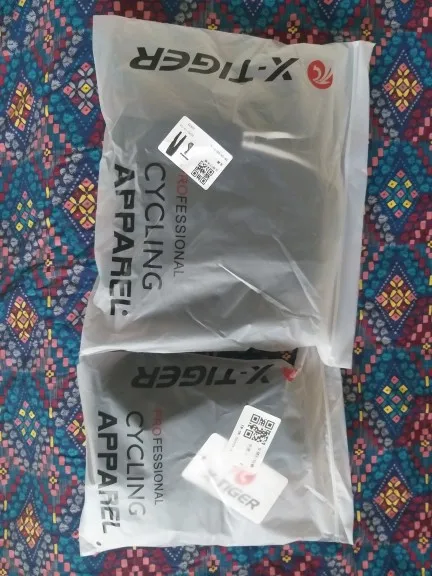 X-TIGER
PROFESSIONAL
CYCLING
APPAREL
X-TIGER
PROFESSIONAL
CYCLING
APPAREL
X-TIGER